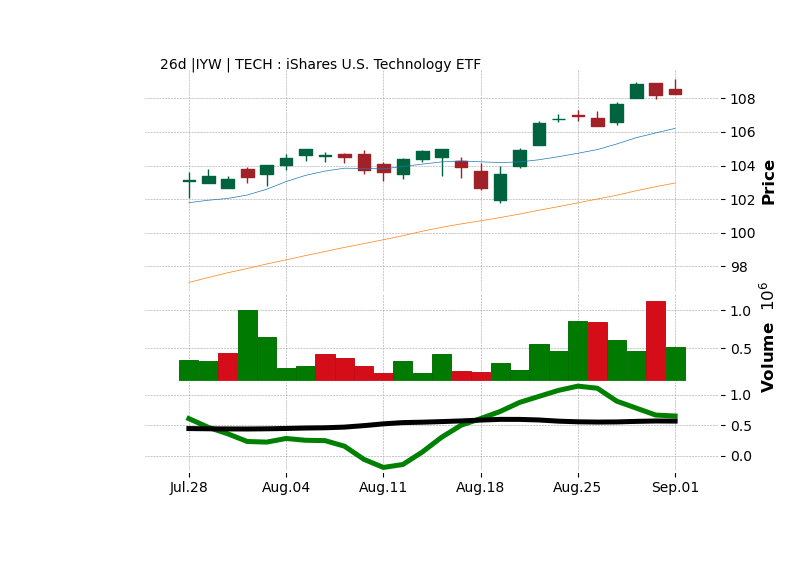 26d |IYW | TECH : iShares U.S. Technology ETF
108
106
104
102
100
98
Price
1.0
0.5
Volume 10^6
1.0
0.5
0.0
Jul.28 Aug.04 Aug.11 Aug.18 Aug.25 Sep.01